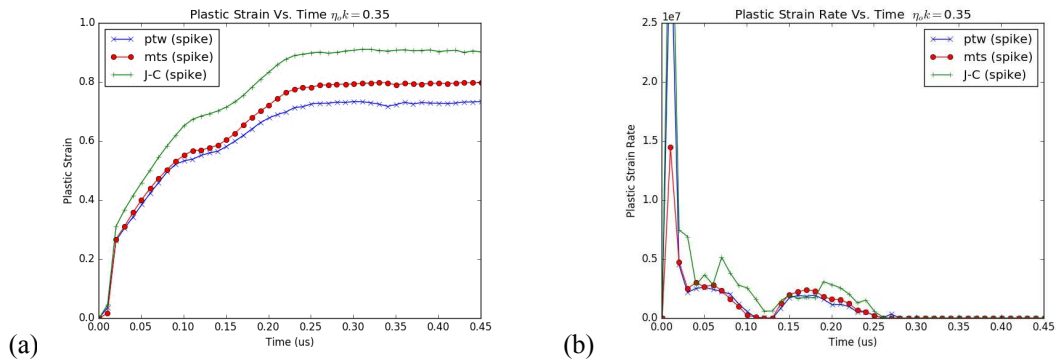 Plastic Strain Vs. Time ηₒk=0.35
ptw (spike)
mts (spike)
J-C (spike)
Plastic Strain
1.0
0.8
0.6
0.4
0.2
0.0
0.00 0.05 0.10 0.15 0.20 0.25 0.30 0.35 0.40 0.45
Time (us)
(a)
Plastic Strain Rate Vs. Time ηₒk=0.35
1e7
ptw (spike)
mts (spike)
J-C (spike)
Plastic Strain Rate
2.5
2.0
1.5
1.0
0.5
0.0
0.00 0.05 0.10 0.15 0.20 0.25 0.30 0.35 0.40 0.45
Time (us)
(b)